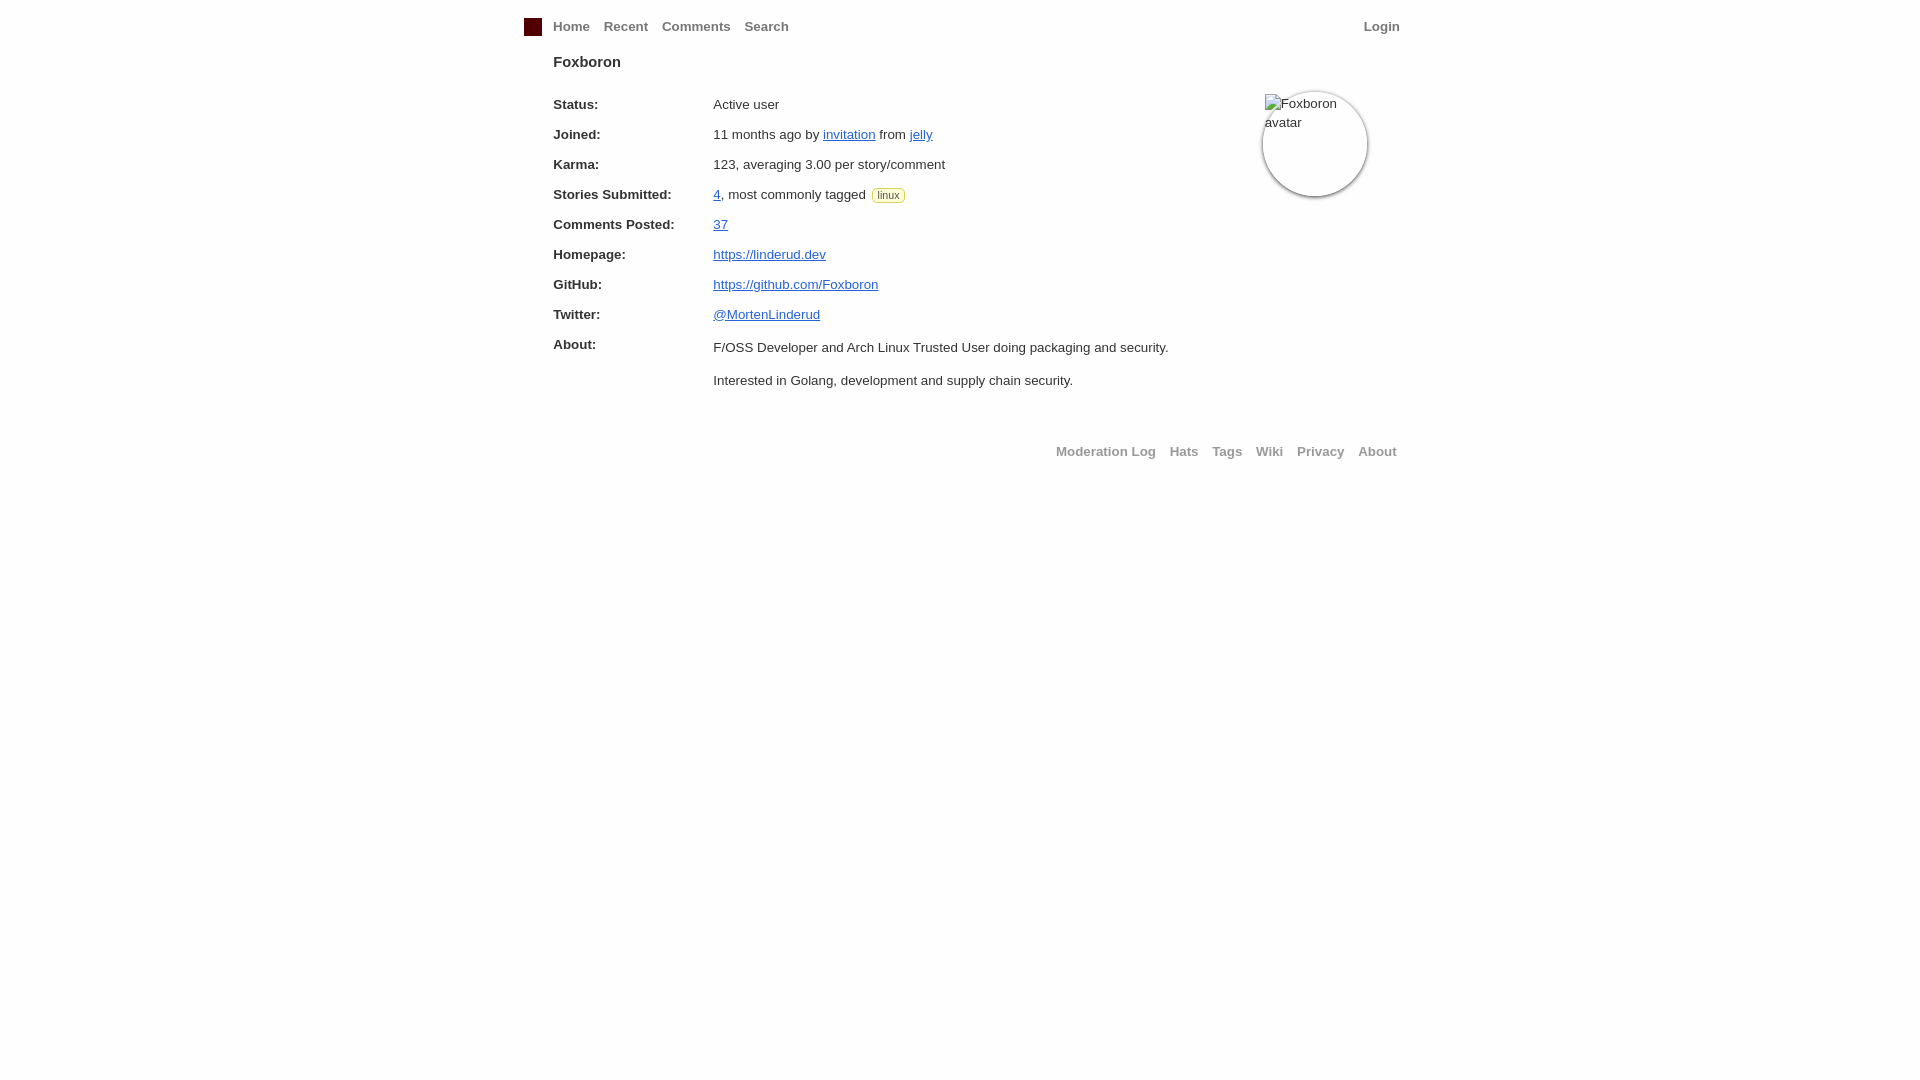 Home Recent Comments Search Login
Foxboron
Status: Active user
Foxboron avatar
Joined: 11 months ago by invitation from jelly
Karma: 123, averaging 3.00 per story/comment
Stories Submitted: 4, most commonly tagged linux
Comments Posted: 37
Homepage: https://linderud.dev
GitHub: https://github.com/Foxboron
Twitter: @MortenLinderud
About: F/OSS Developer and Arch Linux Trusted User doing packaging and security.
Interested in Golang, development and supply chain security.
Moderation Log Hats Tags Wiki Privacy About